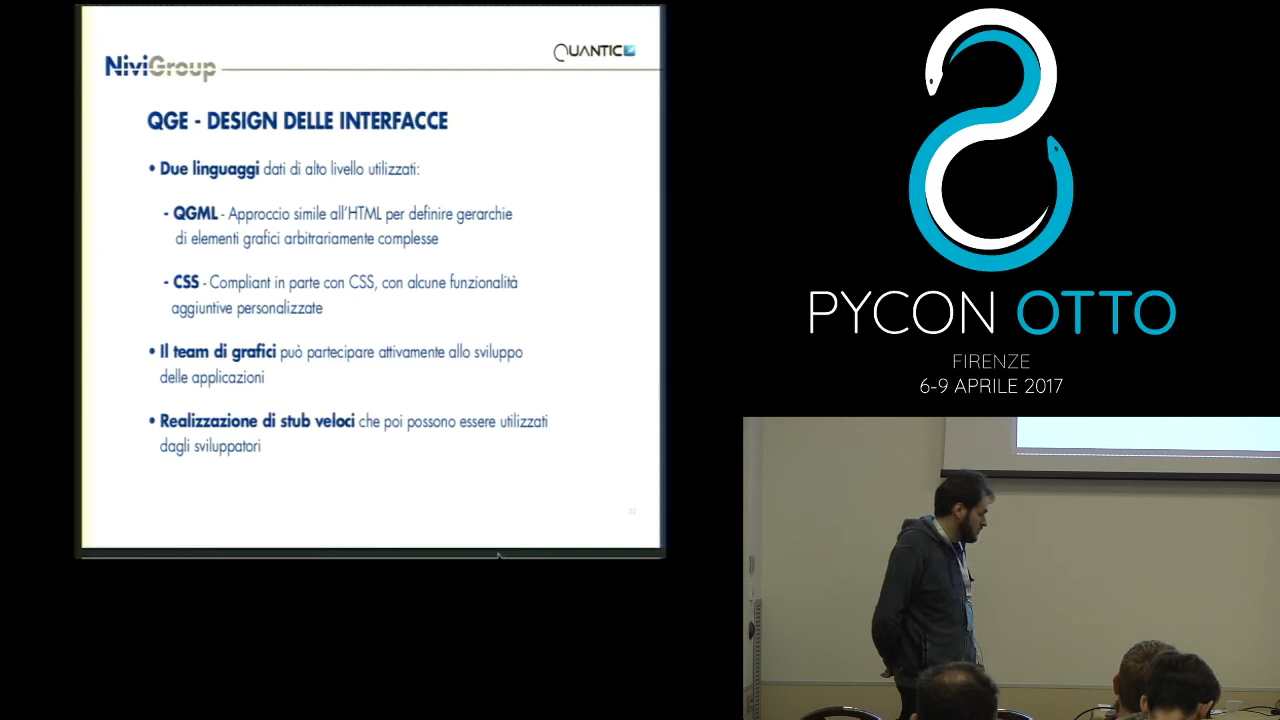 NiviGroup
QUANTIC
QGE - DESIGN DELLE INTERFACCE
• Due linguaggi dati di alto livello utilizzati:
- QGML - Approccio simile all'HTML per definire gerarchie
di elementi grafici arbitrariamente complesse
- CSS - Compliant in parte con CSS, con alcune funzionalità
aggiuntive personalizzate
• Il team di grafici può partecipare attivamente allo sviluppo
delle applicazioni
• Realizzazione di stub veloci che poi possono essere utilizzati
dagli sviluppatori
PYCON OTTO
FIRENZE
6-9 APRILE 2017